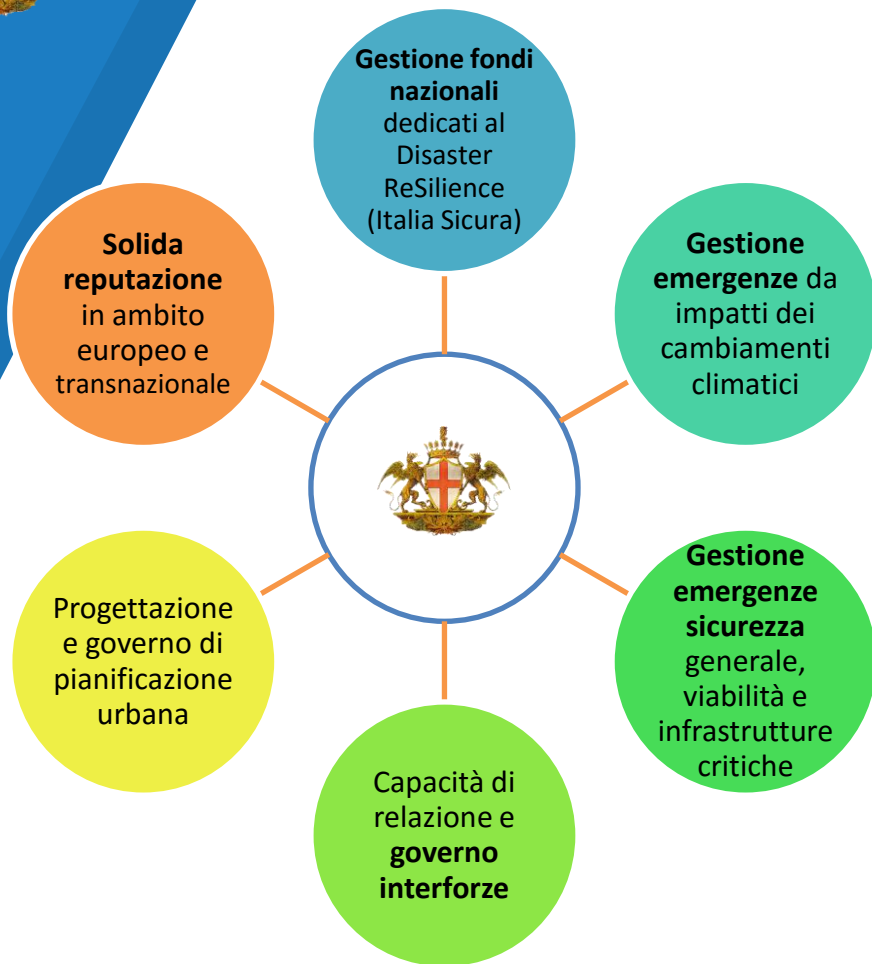 Gestione fondi
nazionali
dedicati al
Disaster
ReSilience
(Italia Sicura)
Gestione
emergenze da
impatti dei
cambiamenti
climatici
Gestione
emergenze
sicurezza
generale,
viabilità e
infrastrutture
critiche
Capacità di
relazione e
governo
interforze
Progettazione
e governo di
pianificazione
urbana
Solida
reputazione
in ambito
europeo e
transnazionale